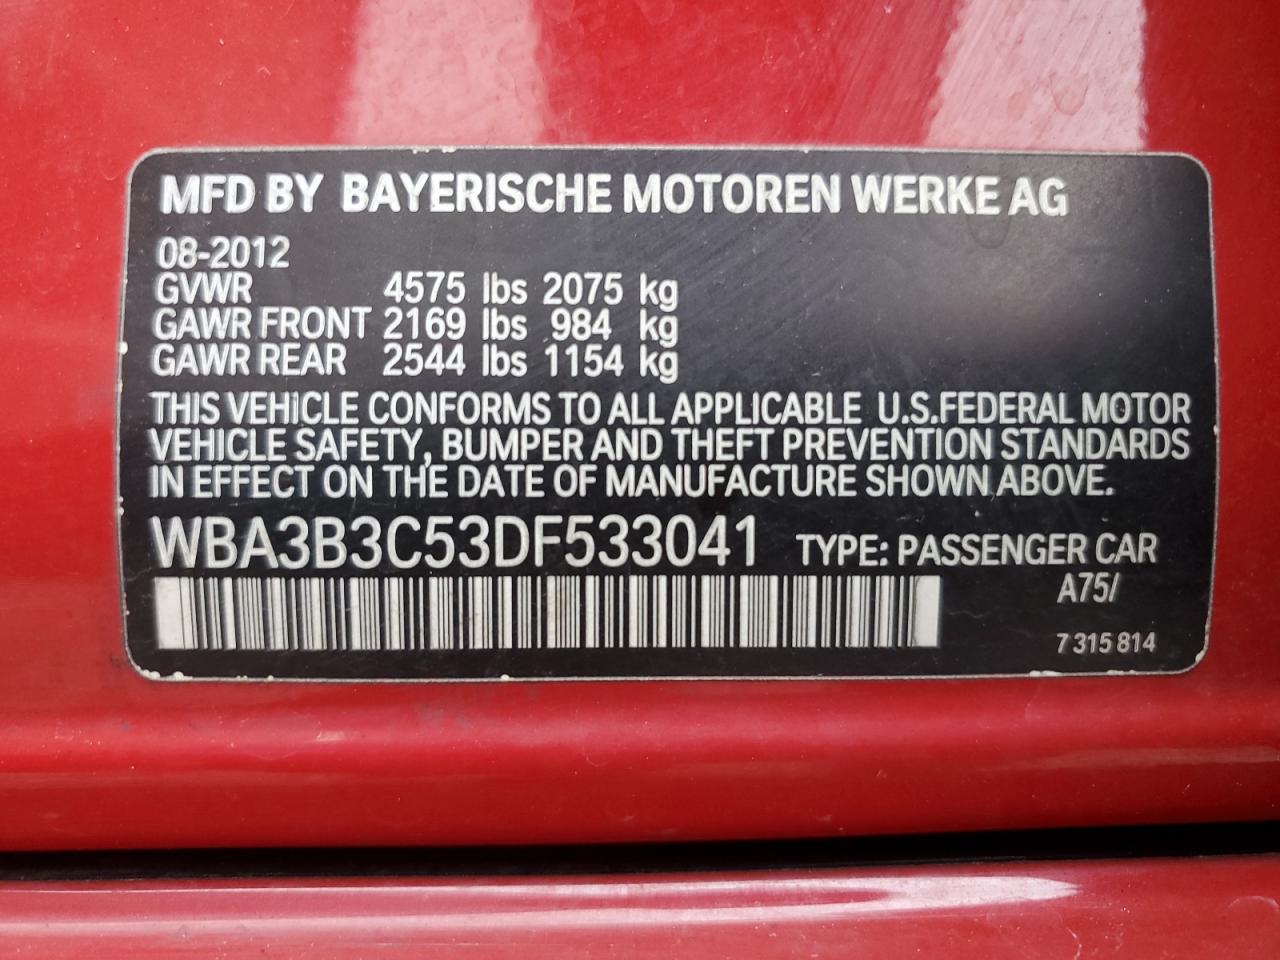 MFD BY BAYERISCHE MOTOREN WERKE AG
08-2012
GVWR 4575 lbs 2075 kg
GAWR FRONT 2169 lbs 984 kg
GAWR REAR 2544 lbs 1154 kg
THIS VEHICLE CONFORMS TO ALL APPLICABLE U.S.FEDERAL MOTOR
VEHICLE SAFETY, BUMPER AND THEFT PREVENTION STANDARDS
IN EFFECT ON THE DATE OF MANUFACTURE SHOWN ABOVE.
WBA3B3C53DF533041 TYPE: PASSENGER CAR
A75/
7 315 814